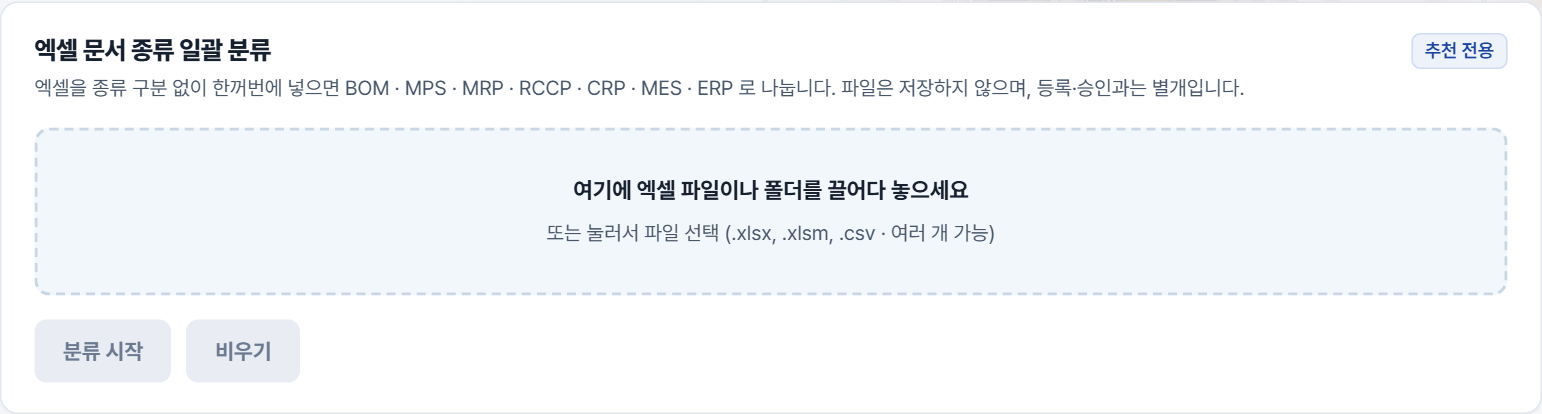 엑셀 문서 종류 일괄 분류
추천 전용
엑셀을 종류 구분 없이 한꺼번에 넣으면 BOM · MPS · MRP · RCCP · CRP · MES · ERP 로 나눕니다. 파일은 저장하지 않으며, 등록·승인과는 별개입니다.
여기에 엑셀 파일이나 폴더를 끌어다 놓으세요
또는 눌러서 파일 선택 (.xlsx, .xlsm, .csv · 여러 개 가능)
분류 시작
비우기